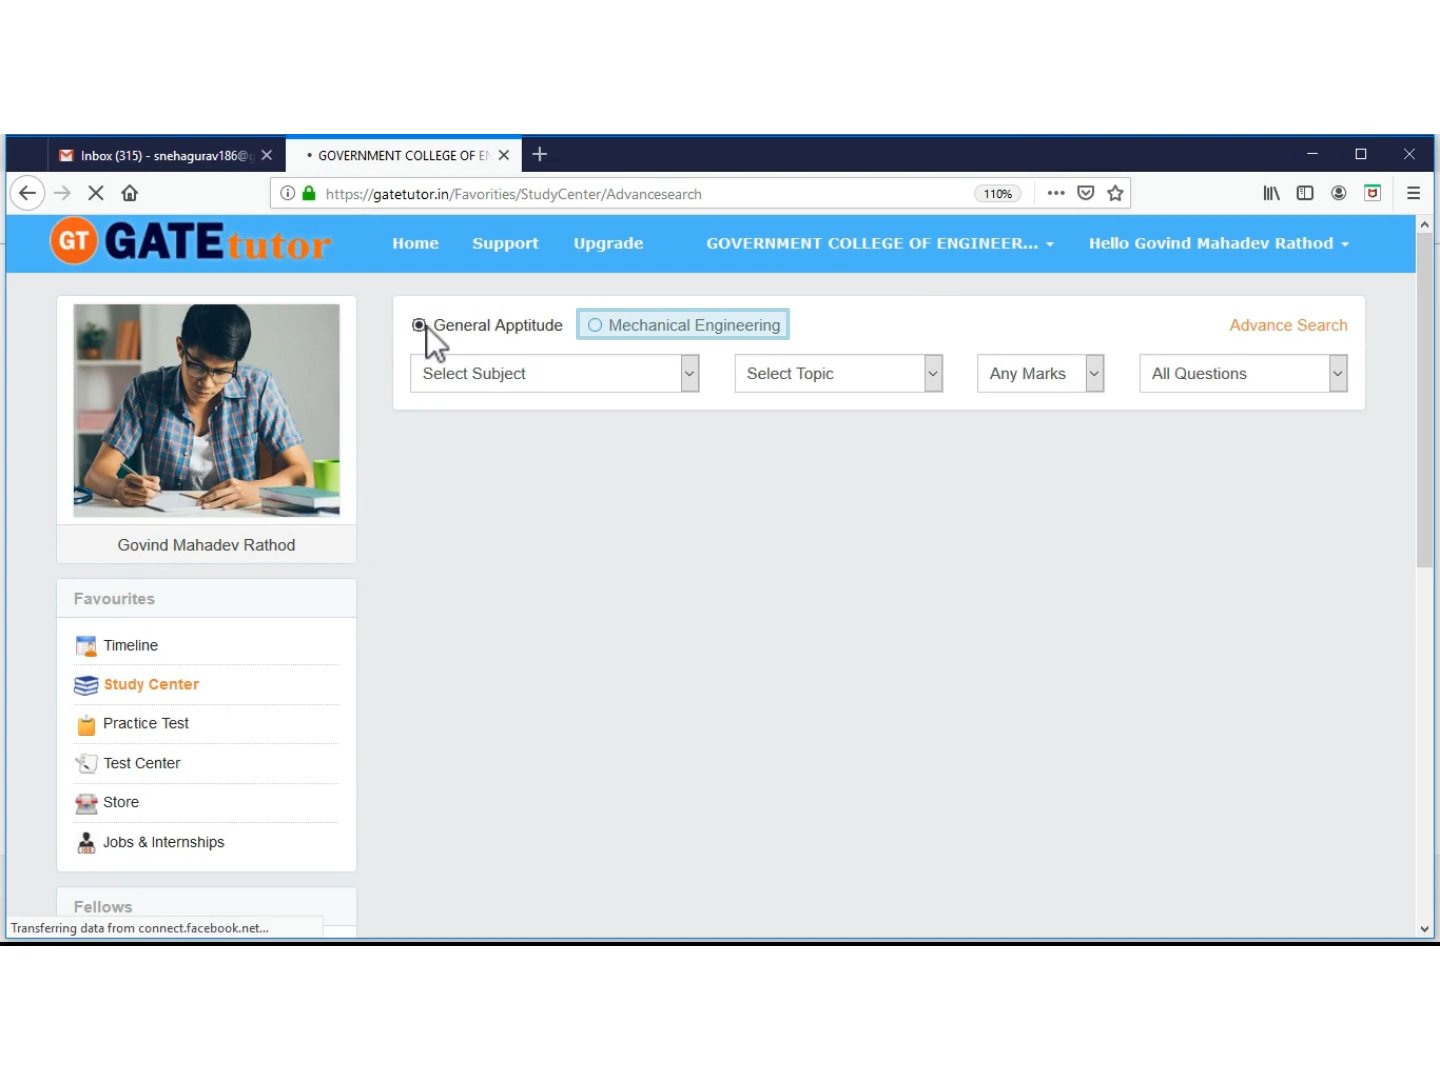 Inbox (315) - snehagurav186@g
• GOVERNMENT COLLEGE OF EN
https://gatetutor.in/Favorities/StudyCenter/Advancesearch
110%
GT GATEtutor
Home
Support
Upgrade
GOVERNMENT COLLEGE OF ENGINEER...
Hello Govind Mahadev Rathod
General Apptitude
Mechanical Engineering
Advance Search
Select Subject
Select Topic
Any Marks
All Questions
Govind Mahadev Rathod
Favourites
Timeline
Study Center
Practice Test
Test Center
Store
Jobs & Internships
Fellows
Transferring data from connect.facebook.net...